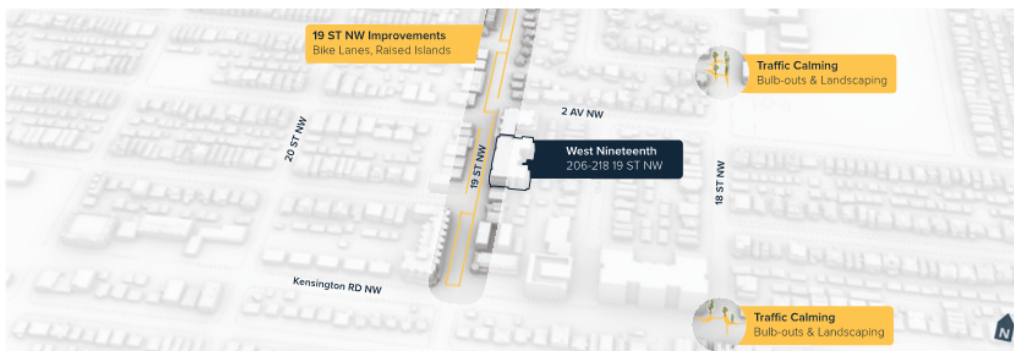 19 ST NW Improvements
Bike Lanes, Raised Islands
Traffic Calming
Bulb-outs & Landscaping
2 AV NW
20 ST NW
West Nineteenth
206-218 19 ST NW
19 ST NW
18 ST NW
Kensington RD NW
Traffic Calming
Bulb-outs & Landscaping
N